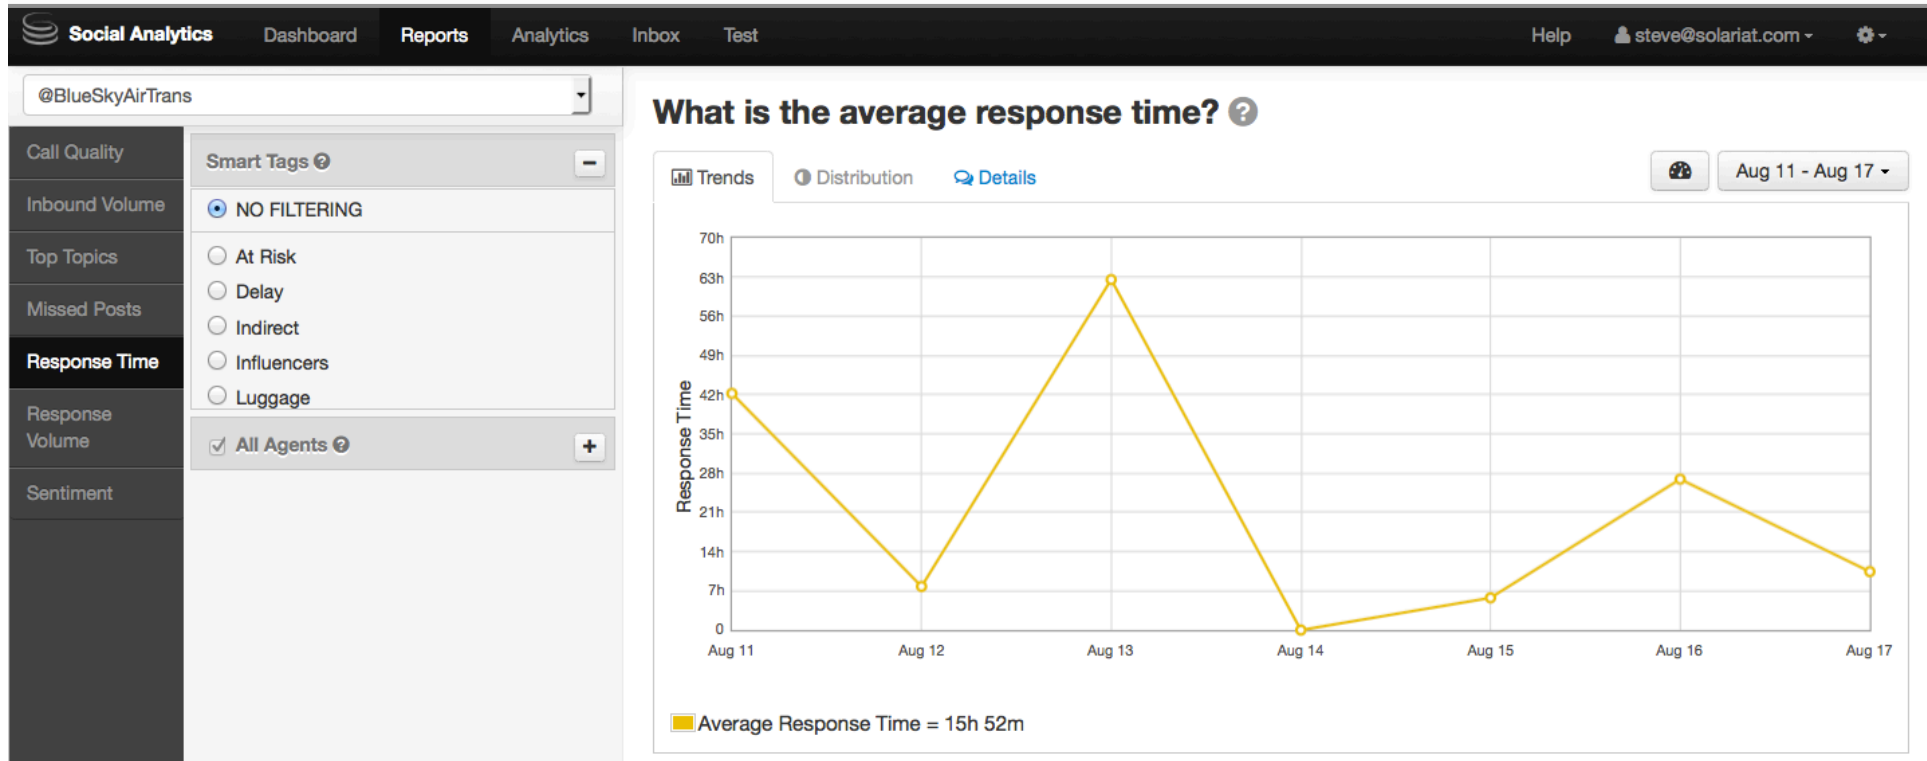 Social Analytics Dashboard Reports Analytics Inbox Test Help steve@solariat.com
@BlueSkyAirTrans
Call Quality
Inbound Volume
Top Topics
Missed Posts
Response Time
Response
Volume
Sentiment
Smart Tags
NO FILTERING
At Risk
Delay
Indirect
Influencers
Luggage
All Agents
What is the average response time?
Trends Distribution Details
Aug 11 - Aug 17
Response Time
70h
63h
56h
49h
42h
35h
28h
21h
14h
7h
0
Aug 11 Aug 12 Aug 13 Aug 14 Aug 15 Aug 16 Aug 17
Average Response Time = 15h 52m